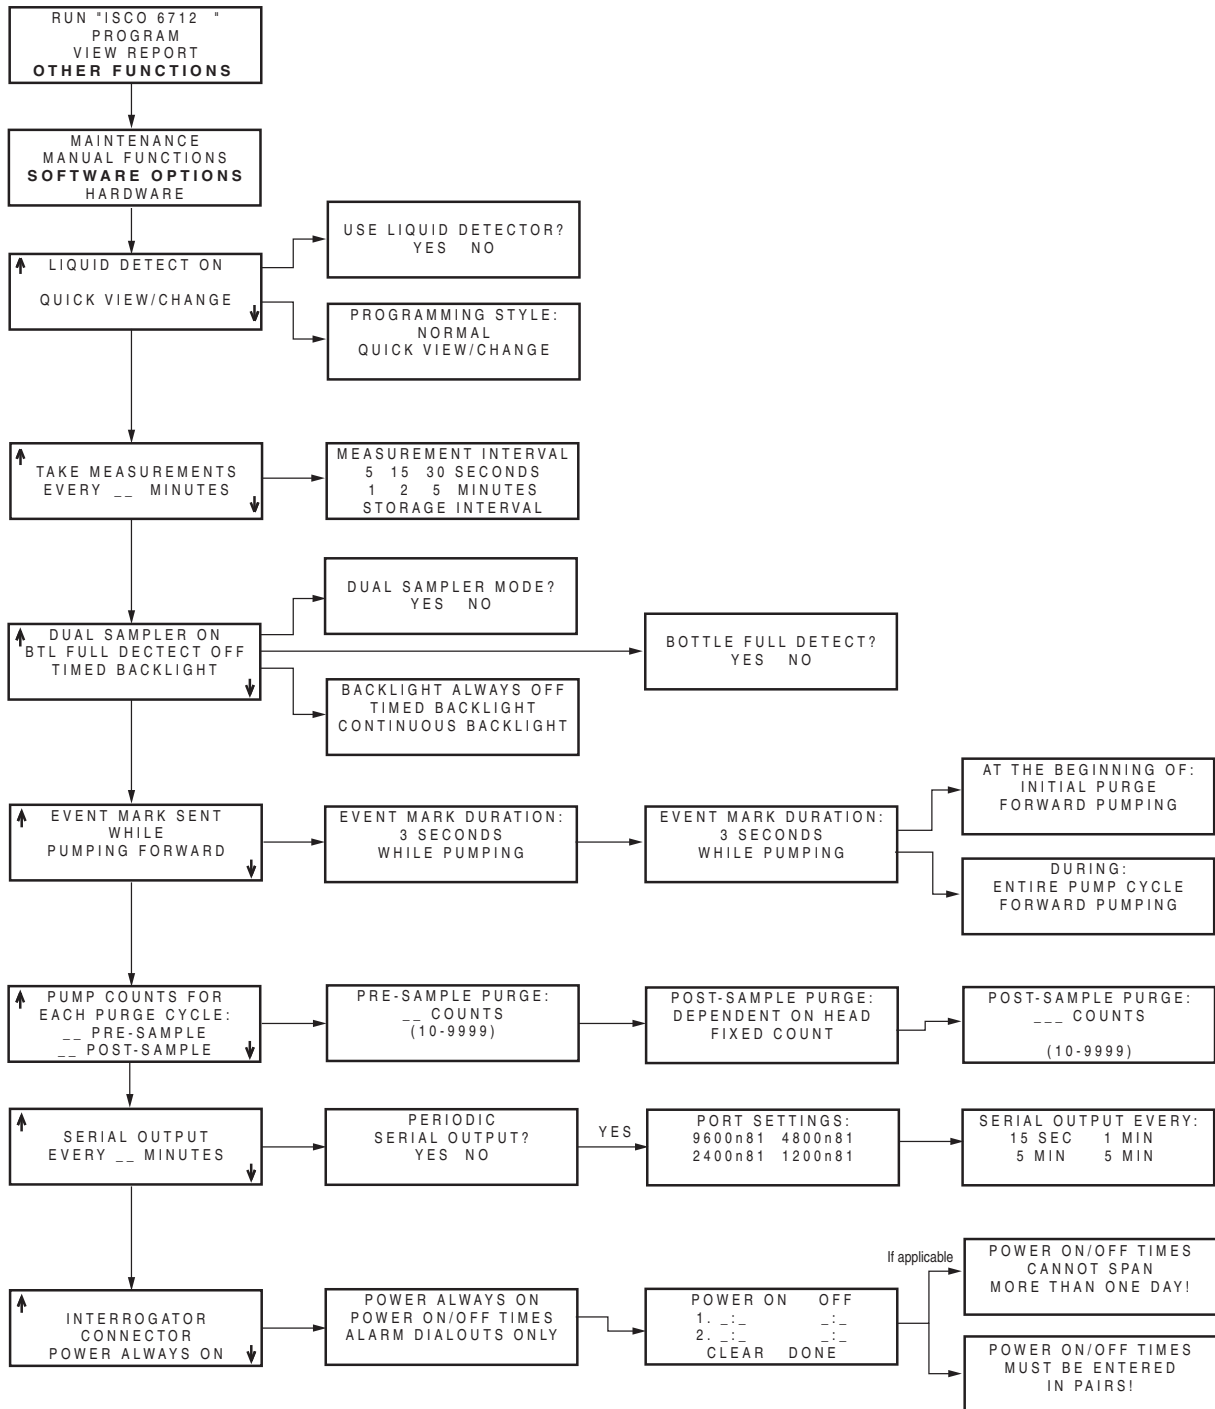 RUN "ISCO 6712 "
PROGRAM
VIEW REPORT
OTHER FUNCTIONS
MAINTENANCE
MANUAL FUNCTIONS
SOFTWARE OPTIONS
HARDWARE
LIQUID DETECT ON
QUICK VIEW/CHANGE
USE LIQUID DETECTOR?
YES NO
PROGRAMMING STYLE:
NORMAL
QUICK VIEW/CHANGE
TAKE MEASUREMENTS
EVERY __ MINUTES
MEASUREMENT INTERVAL
5 15 30 SECONDS
1 2 5 MINUTES
STORAGE INTERVAL
DUAL SAMPLER ON
BTL FULL DECTECT OFF
TIMED BACKLIGHT
DUAL SAMPLER MODE?
YES NO
BOTTLE FULL DETECT?
YES NO
BACKLIGHT ALWAYS OFF
TIMED BACKLIGHT
CONTINUOUS BACKLIGHT
EVENT MARK SENT
WHILE
PUMPING FORWARD
EVENT MARK DURATION:
3 SECONDS
WHILE PUMPING
EVENT MARK DURATION:
3 SECONDS
WHILE PUMPING
AT THE BEGINNING OF:
INITIAL PURGE
FORWARD PUMPING
DURING:
ENTIRE PUMP CYCLE
FORWARD PUMPING
PUMP COUNTS FOR
EACH PURGE CYCLE:
__ PRE-SAMPLE
__ POST-SAMPLE
PRE-SAMPLE PURGE:
__ COUNTS
(10-9999)
POST-SAMPLE PURGE:
DEPENDENT ON HEAD
FIXED COUNT
POST-SAMPLE PURGE:
___ COUNTS
(10-9999)
SERIAL OUTPUT
EVERY __ MINUTES
PERIODIC
SERIAL OUTPUT?
YES NO
YES
PORT SETTINGS:
9600n81 4800n81
2400n81 1200n81
SERIAL OUTPUT EVERY:
15 SEC 1 MIN
5 MIN 5 MIN
INTERROGATOR
CONNECTOR
POWER ALWAYS ON
POWER ALWAYS ON
POWER ON/OFF TIMES
ALARM DIALOUTS ONLY
POWER ON OFF
1. _:_ _:_
2. _:_ _:_
CLEAR DONE
If applicable
POWER ON/OFF TIMES
CANNOT SPAN
MORE THAN ONE DAY!
POWER ON/OFF TIMES
MUST BE ENTERED
IN PAIRS!